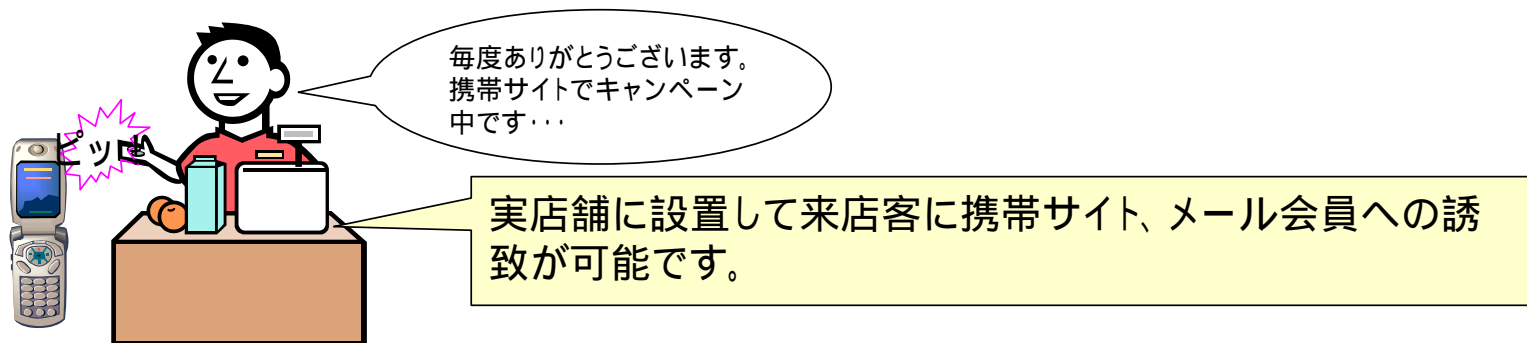 毎度ありがとうございます。
携帯サイトでキャンペーン
中です･･･
ピッ!
実店舗に設置して来店客に携帯サイト、メール会員への誘
致が可能です。